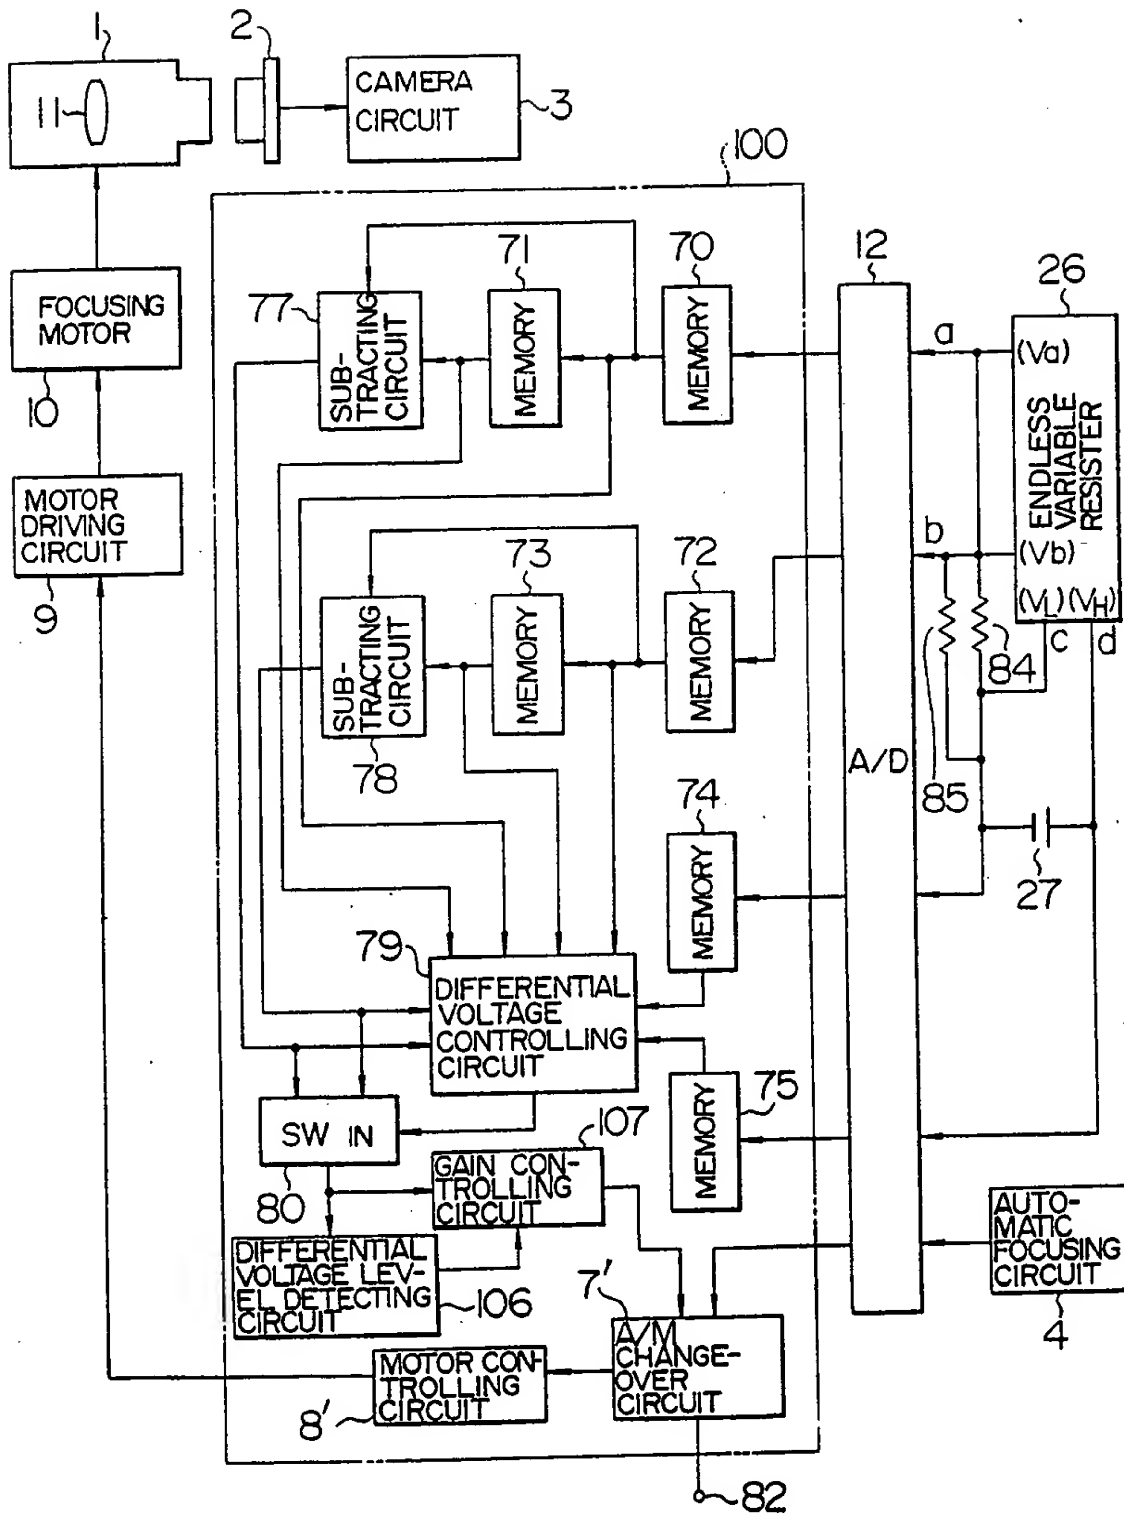 1
2
11
CAMERA
CIRCUIT
3
100
FOCUSING
MOTOR
10
MOTOR
DRIVING
CIRCUIT
9
77
SUB-
TRACTING
CIRCUIT
71
MEMORY
70
MEMORY
12
A/D
26
a
(Va)
ENDLESS
VARIABLE
RESISTER
b
(Vb)
(VL)
(VH)
c
d
84
85
27
73
MEMORY
72
MEMORY
SUB-
TRACTING
CIRCUIT
78
74
MEMORY
79
DIFFERENTIAL
VOLTAGE
CONTROLLING
CIRCUIT
75
MEMORY
SW IN
80
107
GAIN CON-
TROLLING
CIRCUIT
DIFFERENTIAL
VOLTAGE LEV-
EL DETECTING
CIRCUIT
106
AUTO-
MATIC
FOCUSING
CIRCUIT
4
7'
A/M
CHANGE-
OVER
CIRCUIT
MOTOR CON-
TROLLING
CIRCUIT
8'
82